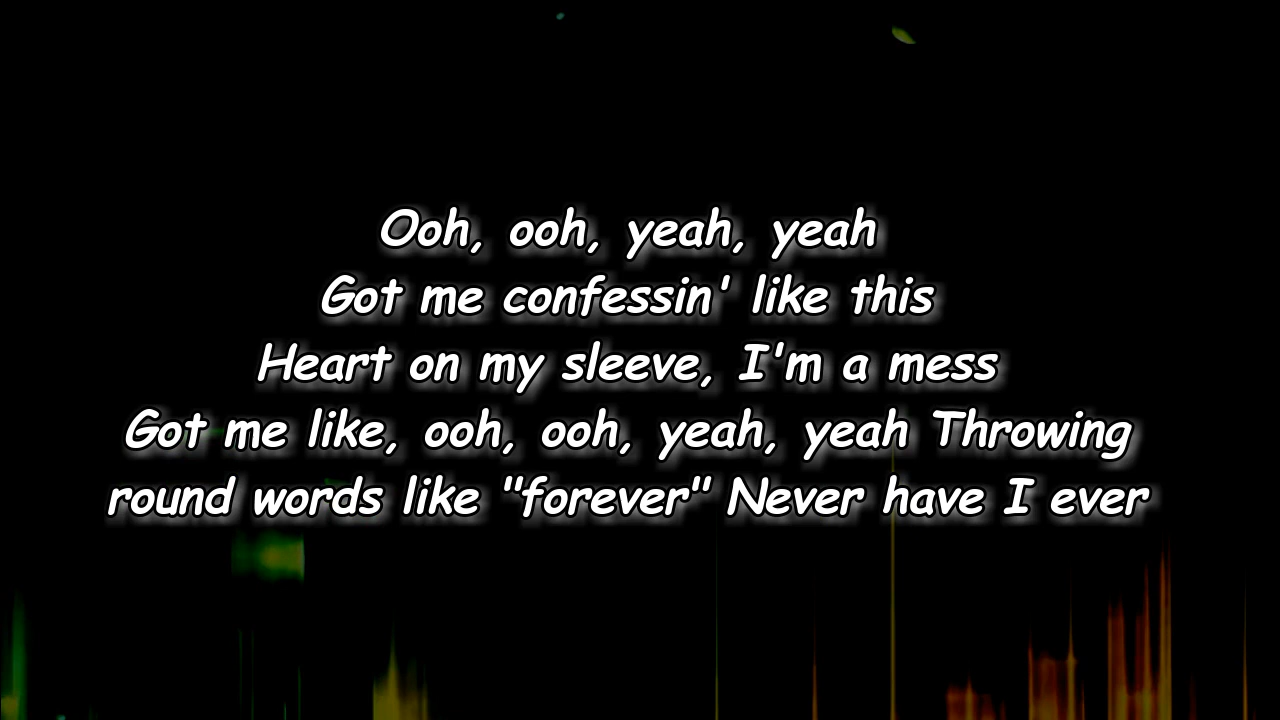 Ooh, ooh, yeah, yeah
Got me confessin' like this
Heart on my sleeve, I'm a mess
Got me like, ooh, ooh, yeah, yeah Throwing
round words like "forever" Never have I ever